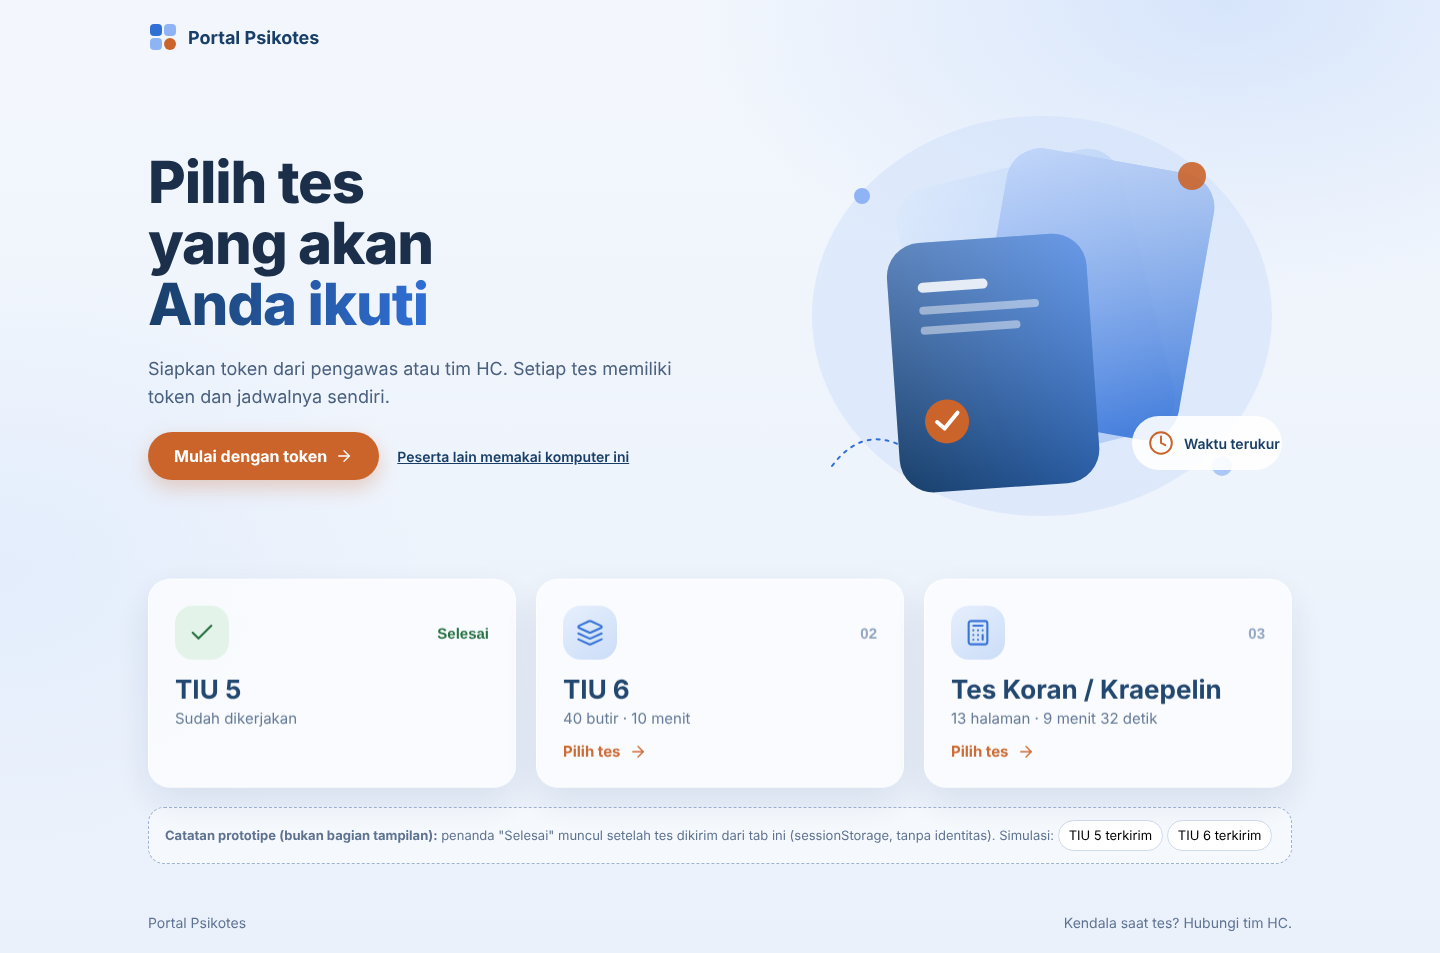 Portal Psikotes
Pilih tes
yang akan
Anda ikuti
Siapkan token dari pengawas atau tim HC. Setiap tes memiliki
token dan jadwalnya sendiri.
Mulai dengan token
Peserta lain memakai komputer ini
Waktu terukur
Selesai
TIU 5
Sudah dikerjakan
02
TIU 6
40 butir · 10 menit
Pilih tes
03
Tes Koran / Kraepelin
13 halaman · 9 menit 32 detik
Pilih tes
Catatan prototipe (bukan bagian tampilan): penanda "Selesai" muncul setelah tes dikirim dari tab ini (sessionStorage, tanpa identitas). Simulasi: TIU 5 terkirim TIU 6 terkirim
Portal Psikotes
Kendala saat tes? Hubungi tim HC.